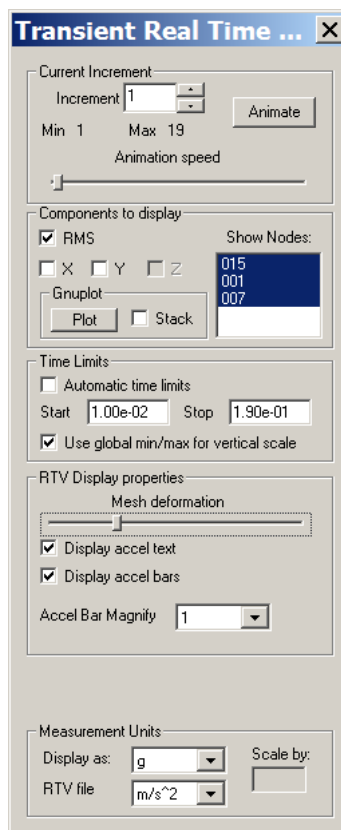 Transient Real Time ...
Current Increment
Increment 1
Min 1 Max 19
Animate
Animation speed
Components to display
RMS
X Y Z
Show Nodes:
015
001
007
Gnuplot
Plot Stack
Time Limits
Automatic time limits
Start 1.00e-02 Stop 1.90e-01
Use global min/max for vertical scale
RTV Display properties
Mesh deformation
Display accel text
Display accel bars
Accel Bar Magnify 1
Measurement Units
Display as: g Scale by:
RTV file m/s^2